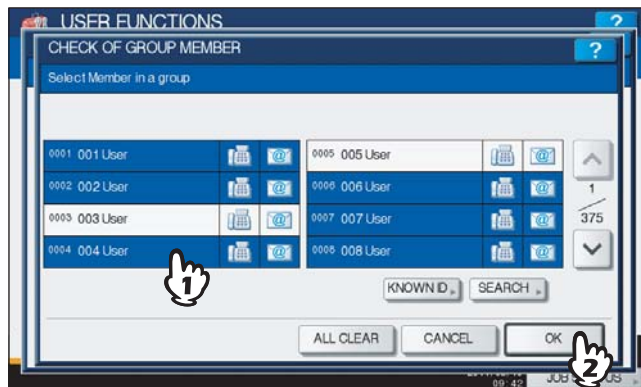 USER FUNCTIONS ?
CHECK OF GROUP MEMBER ?
Select Member in a group
0001 001 User
0002 002 User
0003 003 User
0004 004 User
0005 005 User
0006 006 User
0007 007 User
0008 008 User
1
375
1
KNOWN ID
SEARCH
ALL CLEAR
CANCEL
OK
2
09:42